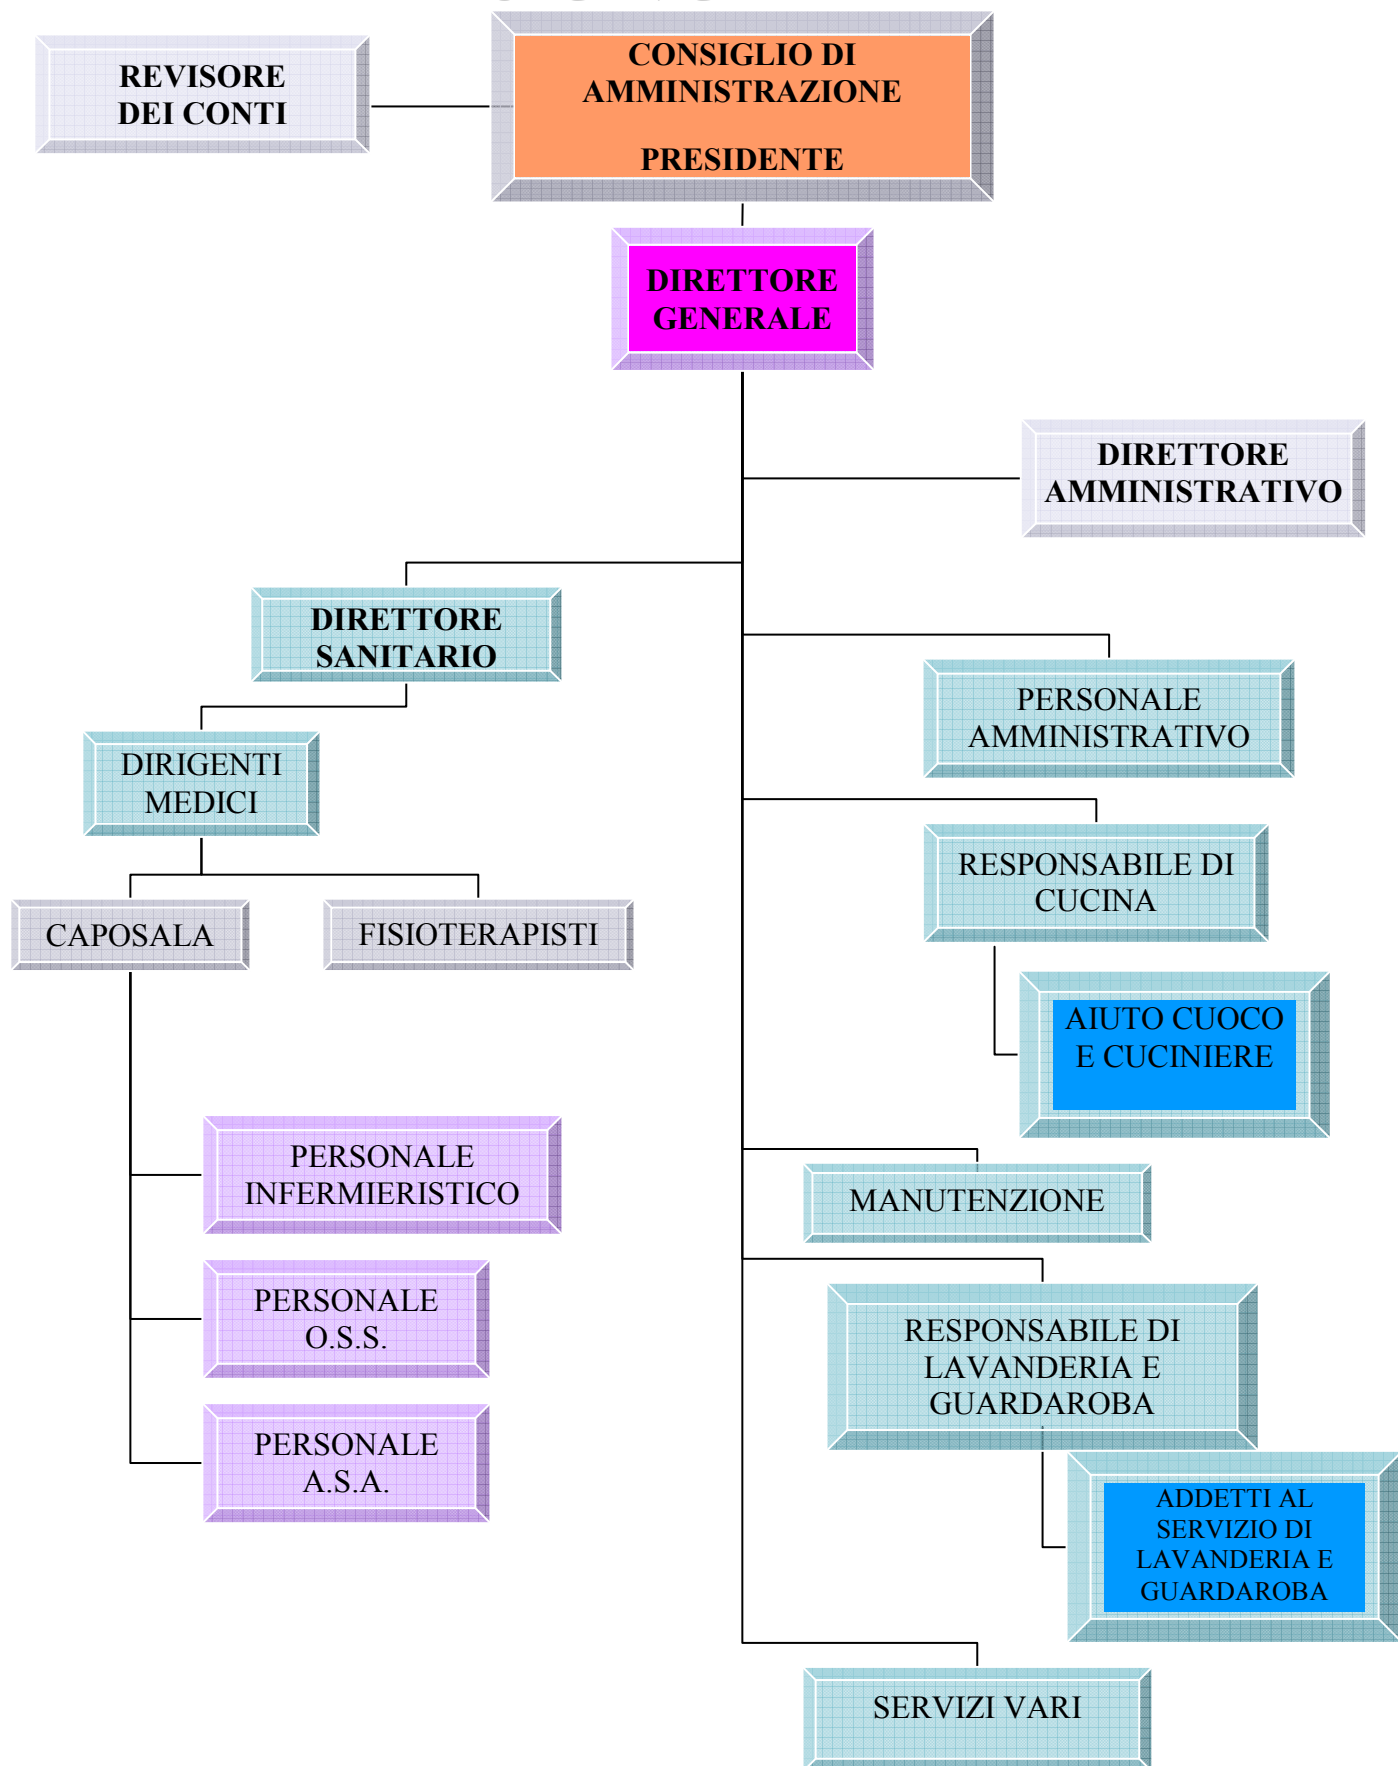 REVISORE
DEI CONTI
CONSIGLIO DI
AMMINISTRAZIONE
PRESIDENTE
DIRETTORE
GENERALE
DIRETTORE
AMMINISTRATIVO
DIRETTORE
SANITARIO
PERSONALE
AMMINISTRATIVO
DIRIGENTI
MEDICI
RESPONSABILE DI
CUCINA
CAPOSALA
FISIOTERAPISTI
AIUTO CUOCO
E CUCINIERE
PERSONALE
INFERMIERISTICO
MANUTENZIONE
PERSONALE
O.S.S.
RESPONSABILE DI
LAVANDERIA E
GUARDAROBA
PERSONALE
A.S.A.
ADDETTI AL
SERVIZIO DI
LAVANDERIA E
GUARDAROBA
SERVIZI VARI